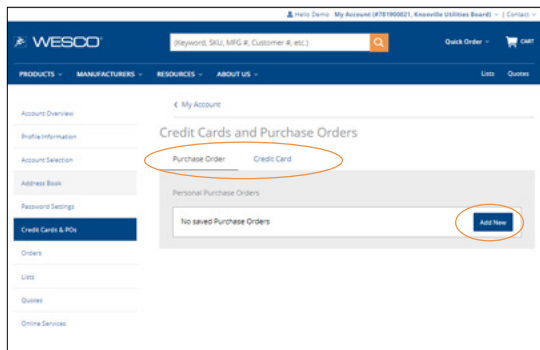 Hello Demo My Account (#781900021, Knoxville Utilities Board) | Contact
WESCO (Keyword, SKU, MFG #, Customer #, etc.) Quick Order CART
PRODUCTS MANUFACTURERS RESOURCES ABOUT US Lists Quotes
< My Account
Account Overview
Credit Cards and Purchase Orders
Profile Information
Account Selection
Purchase Order Credit Card
Address Book
Personal Purchase Orders
Password Settings
No saved Purchase Orders Add New
Credit Cards & POs
Orders
Lists
Quotes
Online Services